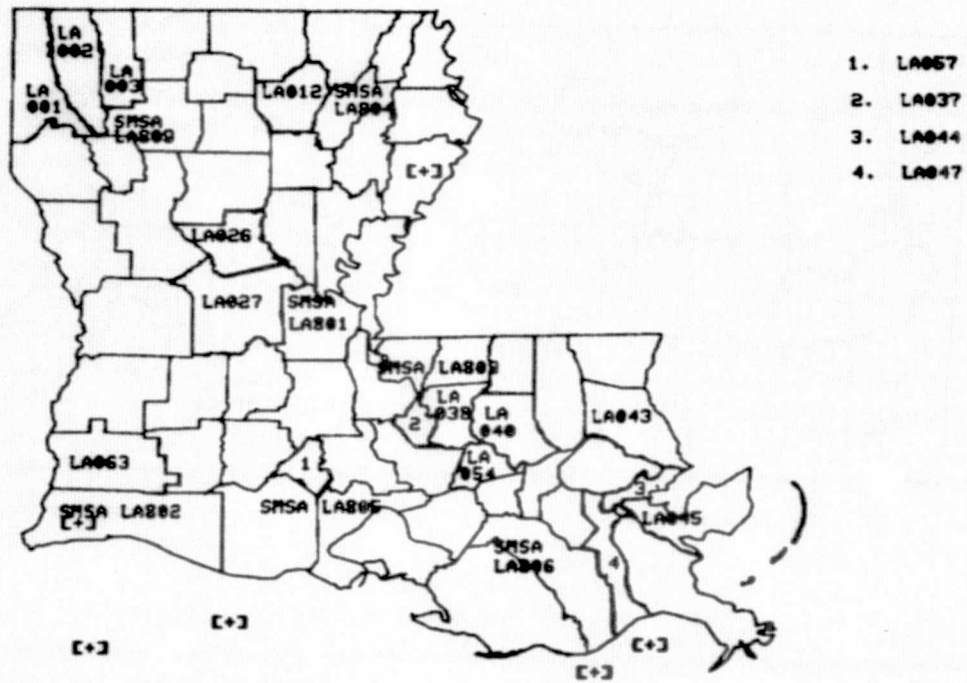 LA
002
LA
003
LA
001
SMSA
LA809
LA012
SMSA
LA804
1. LA057
2. LA037
3. LA044
4. LA047
[+]
LA026
LA027
SMSA
LA801
SMSA LA803
LA
038
2
LA
040
LA043
LA063
1
LA
054
3
LA045
SMSA LA802
[+]
SMSA LA805
SMSA
LA806
4
[+]
[+]
[+]
[+]